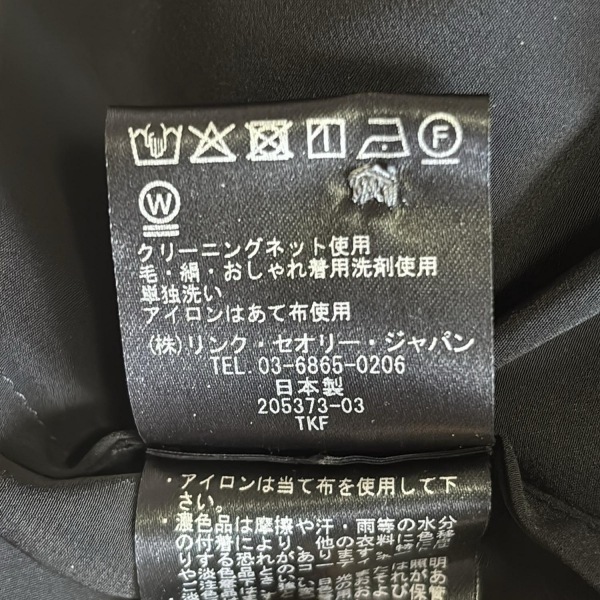 F
W
クリーニングネット使用
毛・絹・おしゃれ着用洗剤使用
単独洗い
アイロンはあて布使用
(株)リンク・セオリー・ジャパン
TEL. 03-6865-0206
日本製
205373-03
TKF
・アイロンは当て布を使用して下
さい。
・濃色品は摩擦や汗・雨等の水分